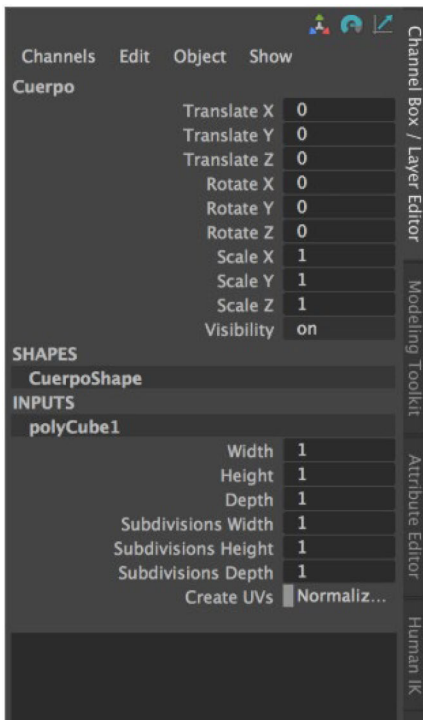 Channels Edit Object Show
Cuerpo
Translate X 0
Translate Y 0
Translate Z 0
Rotate X 0
Rotate Y 0
Rotate Z 0
Scale X 1
Scale Y 1
Scale Z 1
Visibility on
SHAPES
CuerpoShape
INPUTS
polyCube1
Width 1
Height 1
Depth 1
Subdivisions Width 1
Subdivisions Height 1
Subdivisions Depth 1
Create UVs Normaliz...
Channel Box / Layer Editor
Modeling Toolkit
Attribute Editor
Human IK